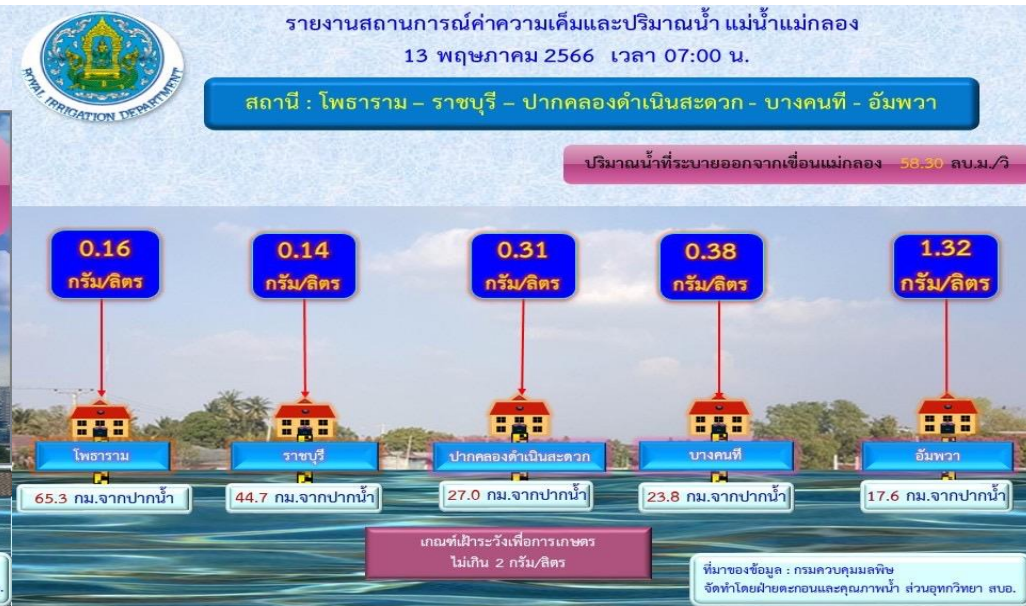 รายงานสถานการณ์ค่าความเค็มและปริมาณน้ำ แม่น้ำแม่กลอง
13 พฤษภาคม 2566 เวลา 07:00 น.
ROYAL IRRIGATION DEPARTMENT
สถานี : โพธาราม – ราชบุรี – ปากคลองดำเนินสะดวก - บางคนที - อัมพวา
ปริมาณน้ำที่ระบายออกจากเขื่อนแม่กลอง 58.30 ลบ.ม./วิ
0.16 กรัม/ลิตร
0.14 กรัม/ลิตร
0.31 กรัม/ลิตร
0.38 กรัม/ลิตร
1.32 กรัม/ลิตร
โพธาราม
ราชบุรี
ปากคลองดำเนินสะดวก
บางคนที
อัมพวา
65.3 กม.จากปากน้ำ
44.7 กม.จากปากน้ำ
27.0 กม.จากปากน้ำ
23.8 กม.จากปากน้ำ
17.6 กม.จากปากน้ำ
เกณฑ์เฝ้าระวังเพื่อการเกษตร
ไม่เกิน 2 กรัม/ลิตร
ที่มาของข้อมูล : กรมควบคุมมลพิษ
จัดทำโดยฝ่ายตะกอนและคุณภาพน้ำ ส่วนอุทกวิทยา สบอ.